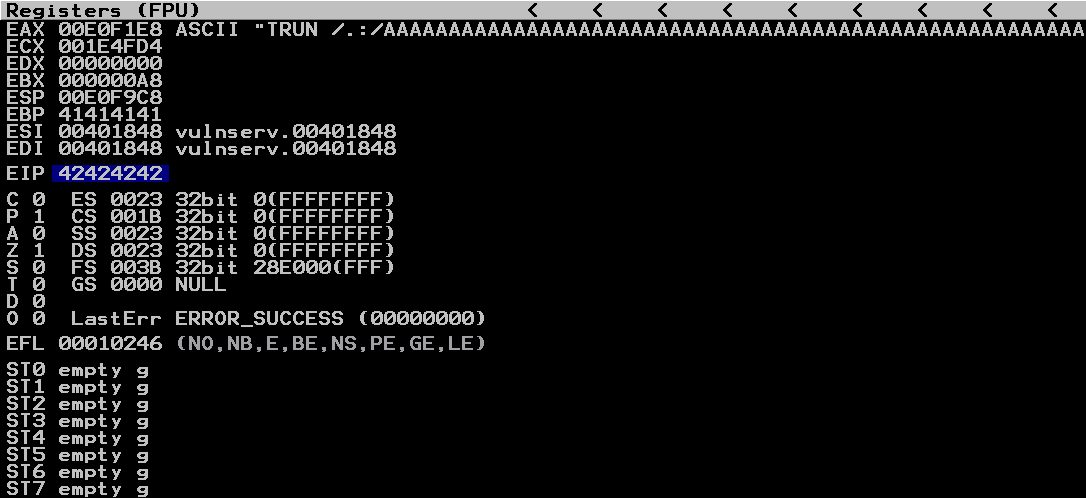 Registers (FPU) < < < < < < < < <
EAX 00E0F1E8 ASCII "TRUN /.:/AAAAAAAAAAAAAAAAAAAAAAAAAAAAAAAAAAAAAAAAAAAAAAAAAAAAAA
ECX 001E4FD4
EDX 00000000
EBX 000000A8
ESP 00E0F9C8
EBP 41414141
ESI 00401848 vulnserv.00401848
EDI 00401848 vulnserv.00401848
EIP 42424242
C 0 ES 0023 32bit 0(FFFFFFFF)
P 1 CS 001B 32bit 0(FFFFFFFF)
A 0 SS 0023 32bit 0(FFFFFFFF)
Z 1 DS 0023 32bit 0(FFFFFFFF)
S 0 FS 003B 32bit 28E000(FFF)
T 0 GS 0000 NULL
D 0
O 0 LastErr ERROR_SUCCESS (00000000)
EFL 00010246 (NO,NB,E,BE,NS,PE,GE,LE)
ST0 empty g
ST1 empty g
ST2 empty g
ST3 empty g
ST4 empty g
ST5 empty g
ST6 empty g
ST7 empty g